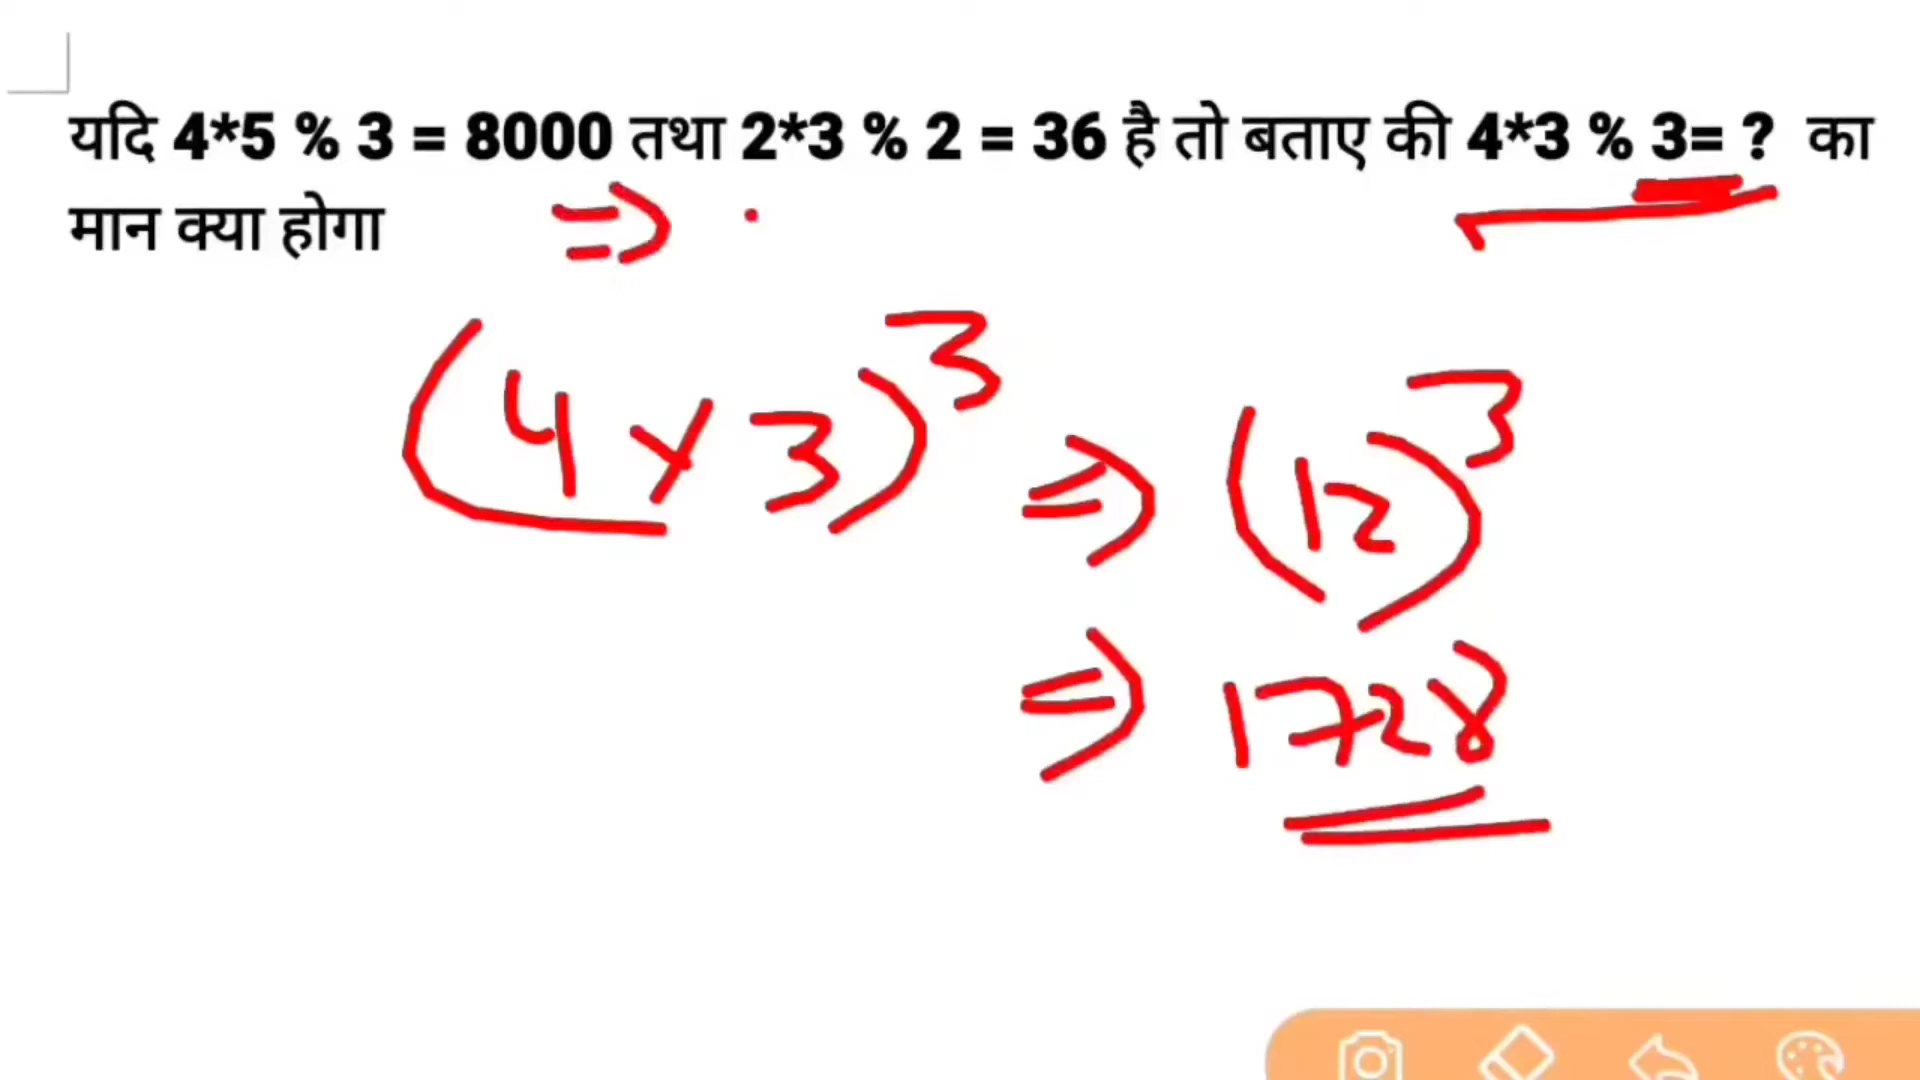 यदि 4*5 % 3 = 8000 तथा 2*3 % 2 = 36 है तो बताए की 4*3 % 3= ? का
मान क्या होगा
⇒
(4 × 3)³ ⇒ (12)³
⇒ 1728